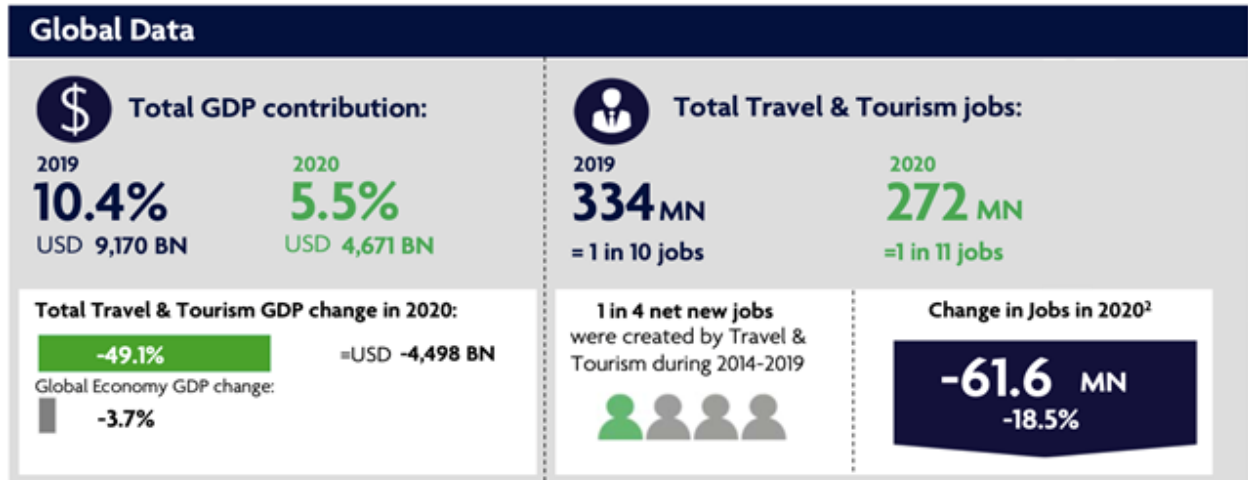 Global Data
$
Total GDP contribution:
2019
10.4%
USD 9,170 BN
2020
5.5%
USD 4,671 BN
Total Travel & Tourism GDP change in 2020:
-49.1%
=USD -4,498 BN
Global Economy GDP change:
-3.7%
Total Travel & Tourism jobs:
2019
334 MN
= 1 in 10 jobs
2020
272 MN
=1 in 11 jobs
1 in 4 net new jobs
were created by Travel &
Tourism during 2014-2019
Change in Jobs in 2020²
-61.6 MN
-18.5%